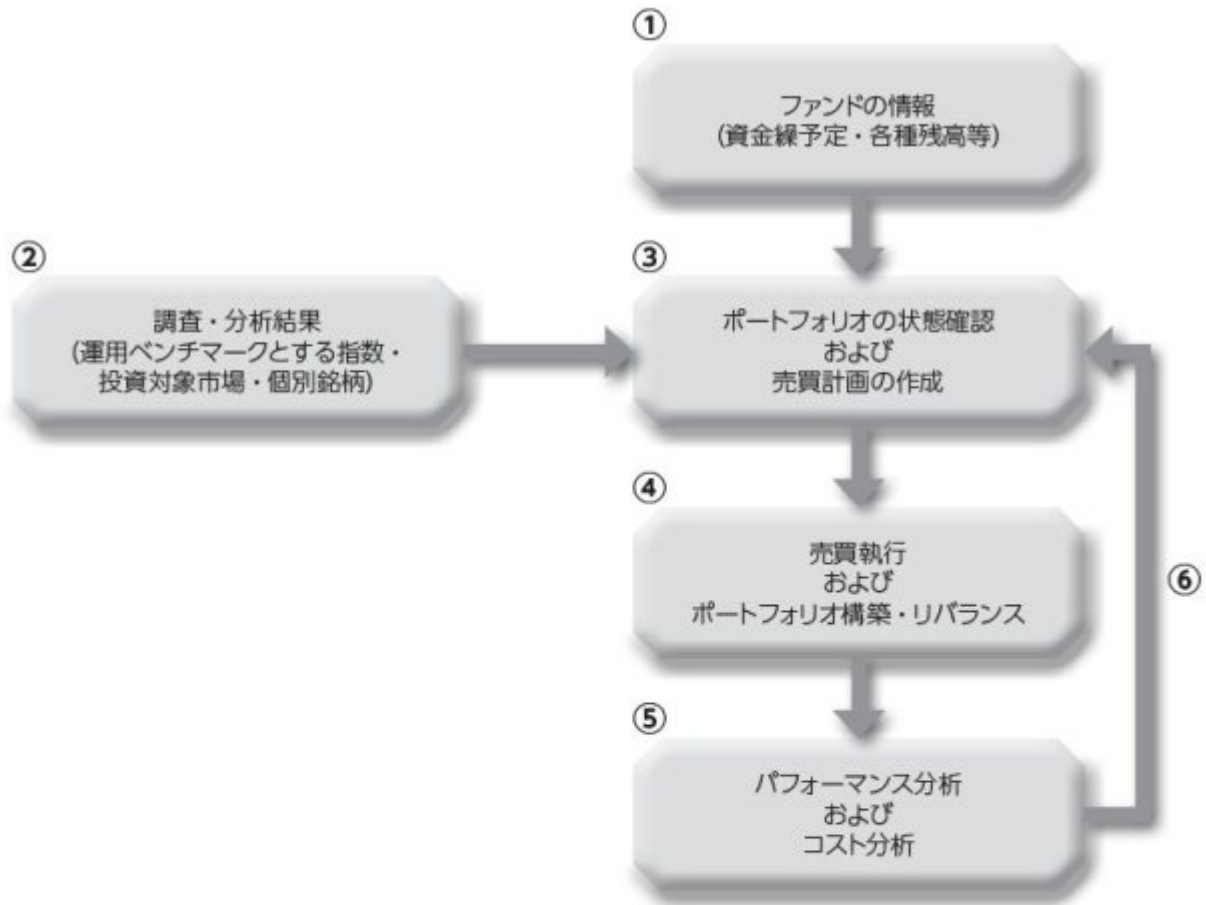 ①
ファンドの情報
(資金繰予定・各種残高等)
②
調査・分析結果
(運用ベンチマークとする指数・
投資対象市場・個別銘柄)
③
ポートフォリオの状態確認
および
売買計画の作成
④
売買執行
および
ポートフォリオ構築・リバランス
⑤
パフォーマンス分析
および
コスト分析
⑥